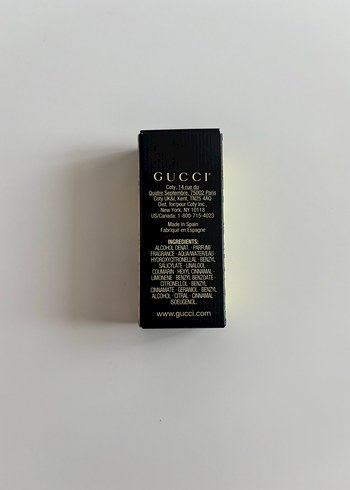 GUCCI
Coty, 14 rue du
Quatre Septembre, 75002 Paris
Coty UK&I, Kent, TN25 4AQ
Dist. for/pour Coty Inc.,
New York, NY 10118
US/Canada: 1-800-715-4023
Made in Spain
Fabriqué en Espagne
INGREDIENTS:
ALCOHOL DENAT. · PARFUM/
FRAGRANCE · AQUA/WATER/EAU ·
HYDROXYCITRONELLAL · BENZYL
SALICYLATE · LINALOOL ·
COUMARIN · HEXYL CINNAMAL ·
LIMONENE · BENZYL BENZOATE ·
CITRONELLOL · BENZYL
CINNAMATE · GERANIOL · BENZYL
ALCOHOL · CITRAL · CINNAMAL ·
ISOEUGENOL.
www.gucci.com